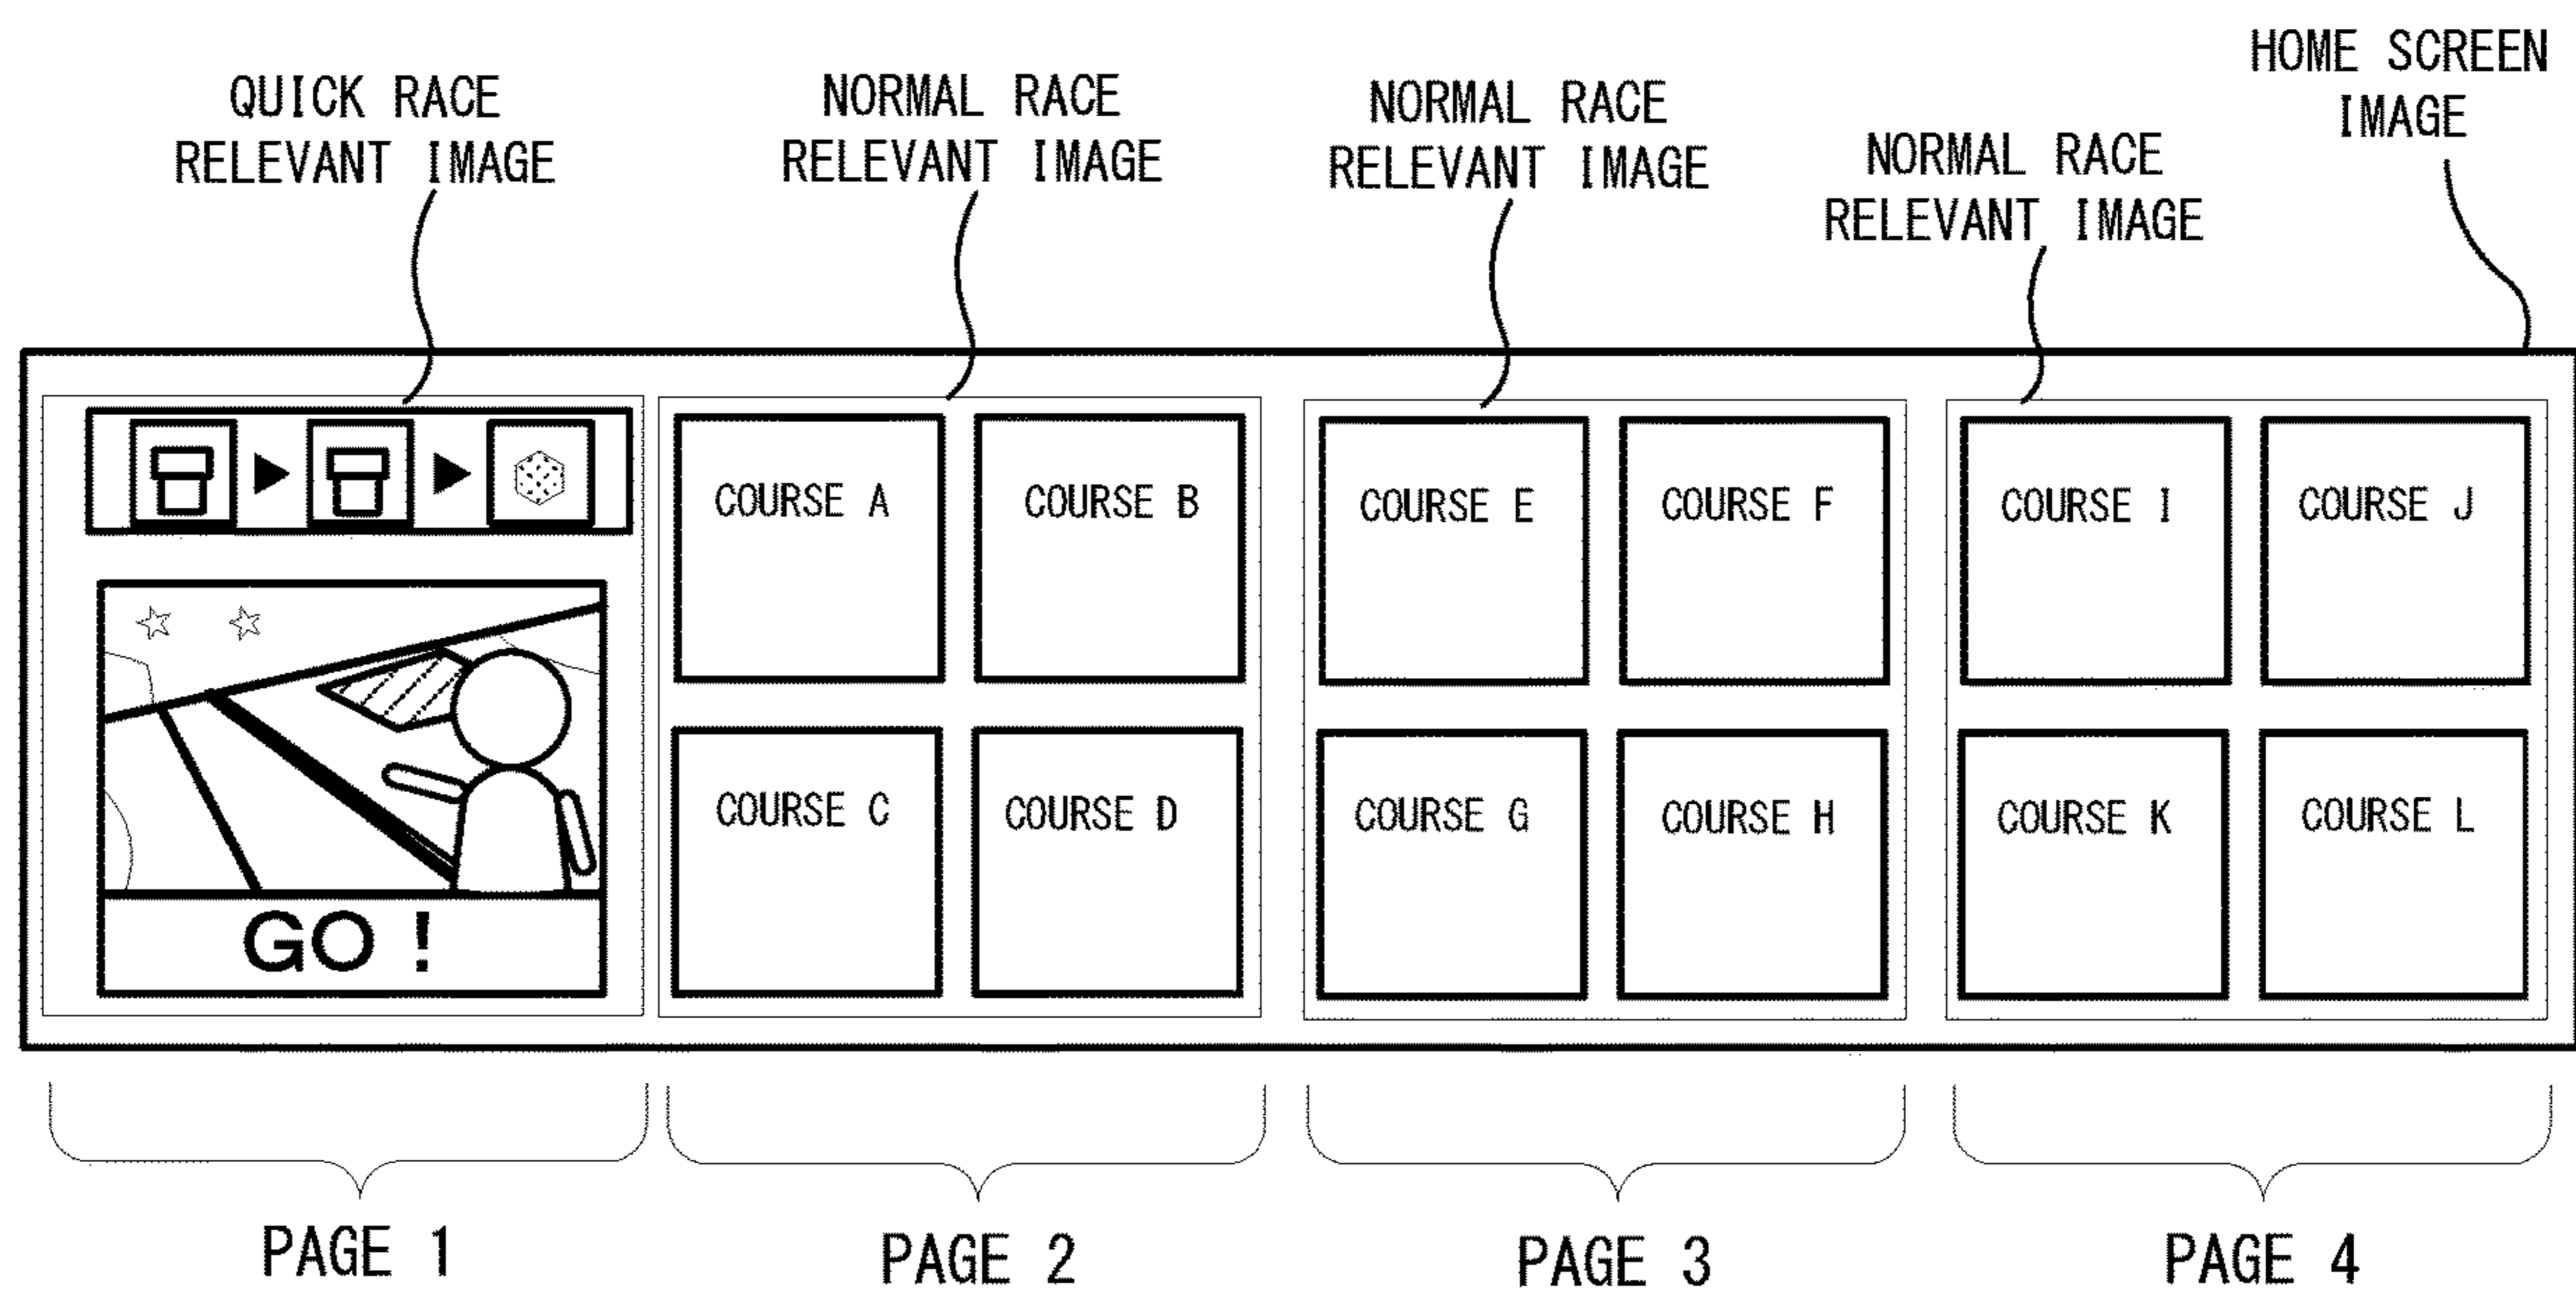 QUICK RACE
RELEVANT IMAGE
NORMAL RACE
RELEVANT IMAGE
NORMAL RACE
RELEVANT IMAGE
NORMAL RACE
RELEVANT IMAGE
HOME SCREEN
IMAGE
COURSE A
COURSE B
COURSE C
COURSE D
COURSE E
COURSE F
COURSE G
COURSE H
COURSE I
COURSE J
COURSE K
COURSE L
GO !
PAGE 1
PAGE 2
PAGE 3
PAGE 4